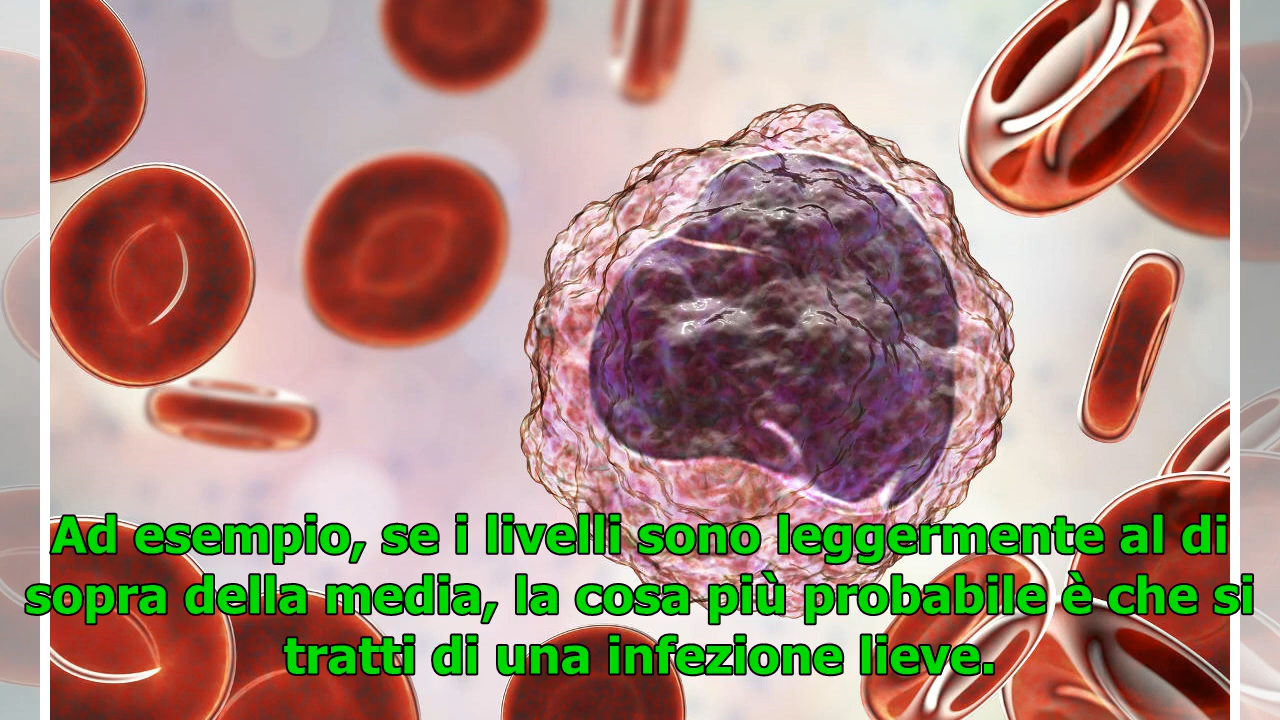 Ad esempio, se i livelli sono leggermente al di
sopra della media, la cosa più probabile è che si
tratti di una infezione lieve.